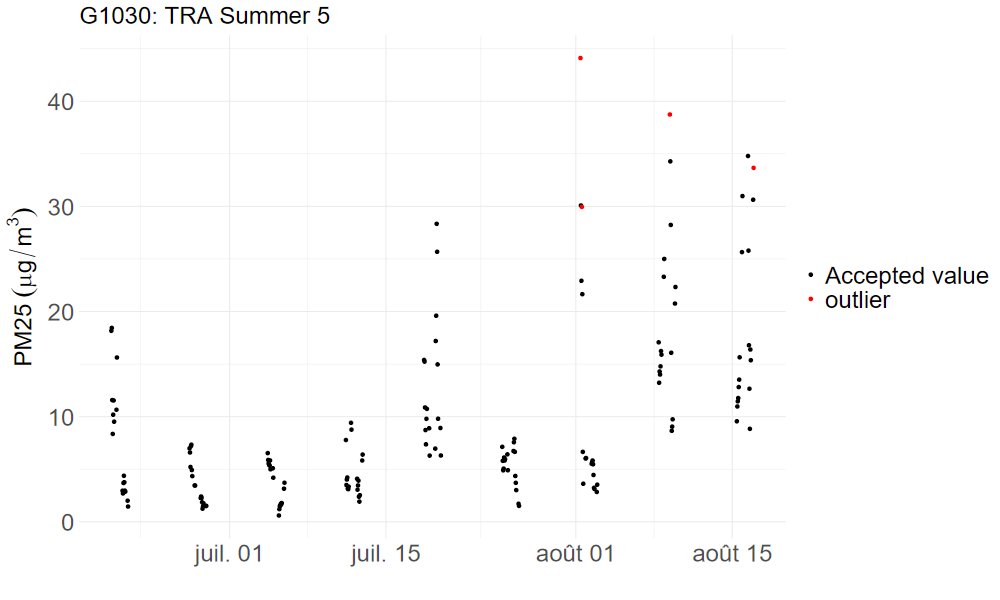 G1030: TRA Summer 5
PM25 (μg/m³)
40
30
20
10
0
juil. 01 juil. 15 août 01 août 15
Accepted value
outlier